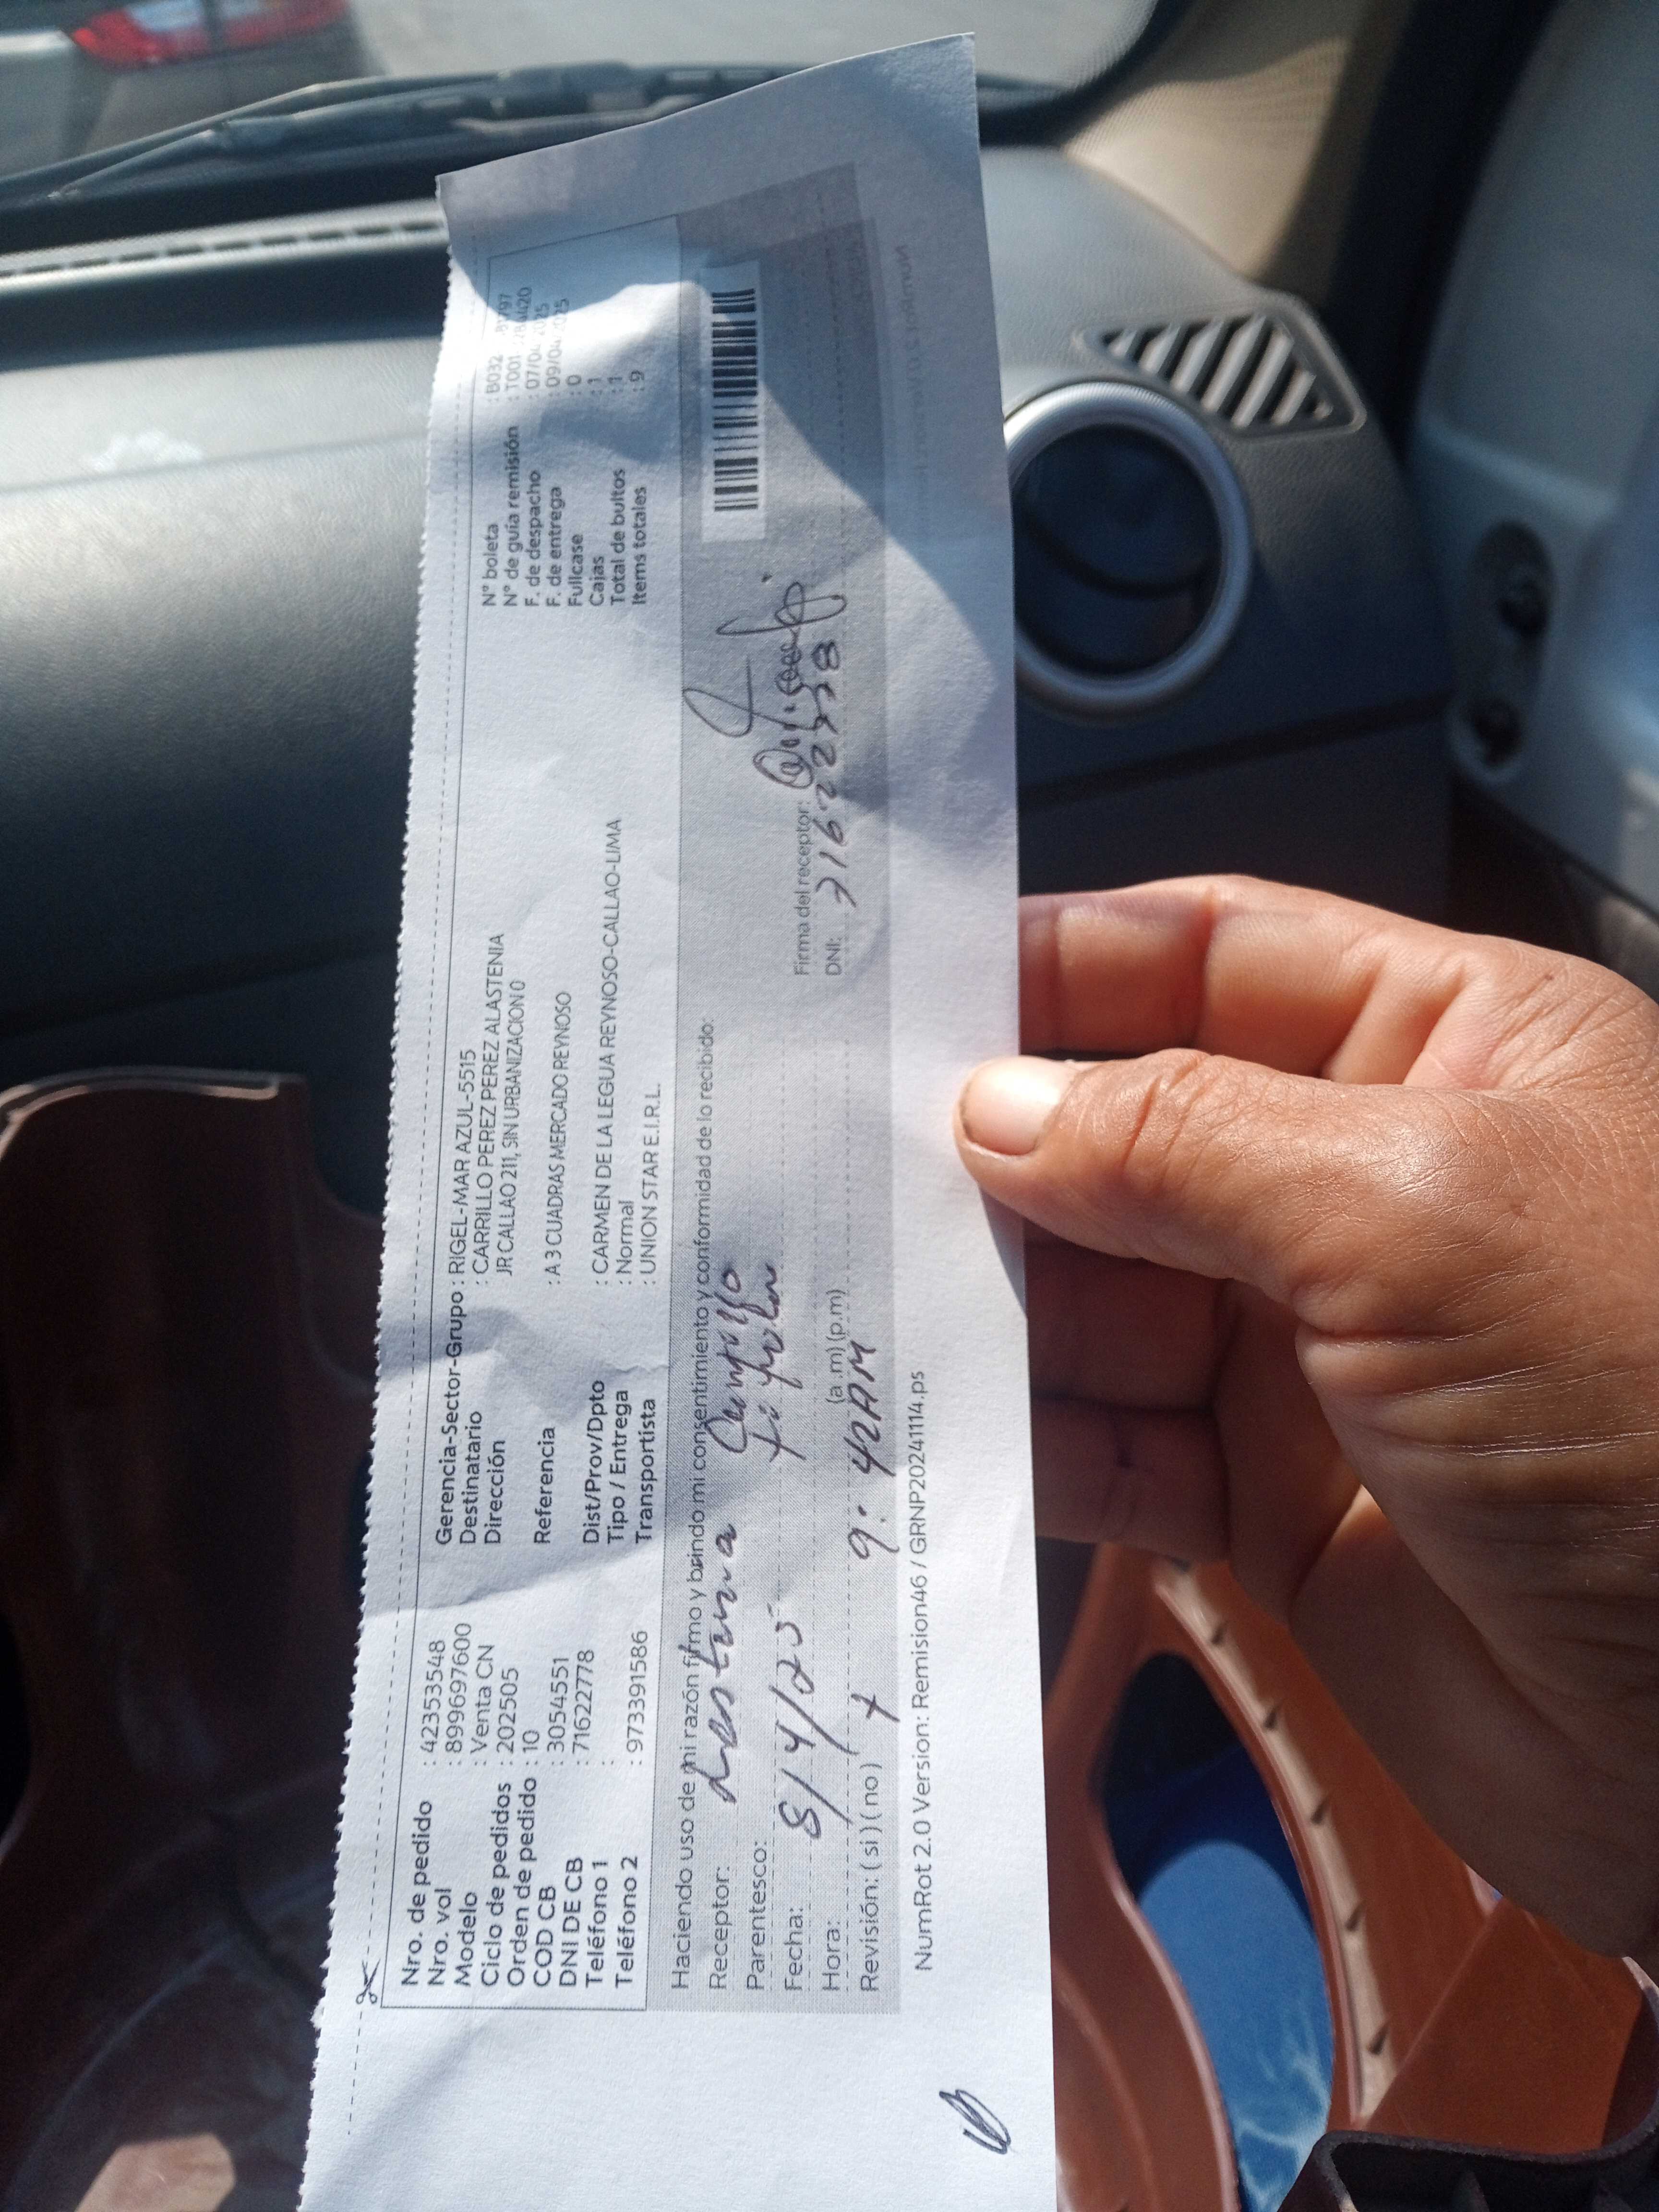 Nro. de pedido : 42353548
Nro. vol : 899697600
Modelo : Venta CN
Ciclo de pedidos : 202505
Orden de pedido : 10
COD CB : 3054551
DNI DE CB : 71622778
Teléfono 1 :
Teléfono 2 : 973391586
Gerencia-Sector-Grupo : RIGEL-MAR AZUL-5515
Destinatario : CARRILLO PEREZ PEREZ ALASTENIA
Dirección JR CALLAO 211, SIN URBANIZACION 0
Referencia : A 3 CUADRAS MERCADO REYNOSO
Dist/Prov/Dpto : CARMEN DE LA LEGUA REYNOSO-CALLAO-LIMA
Tipo / Entrega : Normal
Transportista : UNION STAR E.I.R.L.
N° boleta : B032
N° de guía remisión : T001
F. de despacho : 07/04
F. de entrega : 09/04
Fullcase : 0
Cajas : 1
Total de bultos : 1
Items totales : 9
Haciendo uso de mi razón firmo y brindo mi consentimiento y conformidad de lo recibido:
Receptor:
Parentesco: titular
Fecha: 8/4/25
Hora: (a.m) (p.m)
Revisión: ( si ) ( no ) 9:42AM
Firma del receptor:
DNI: 71622778
NumRot 2.0 Version: Remision46 / GRNP20241114.ps